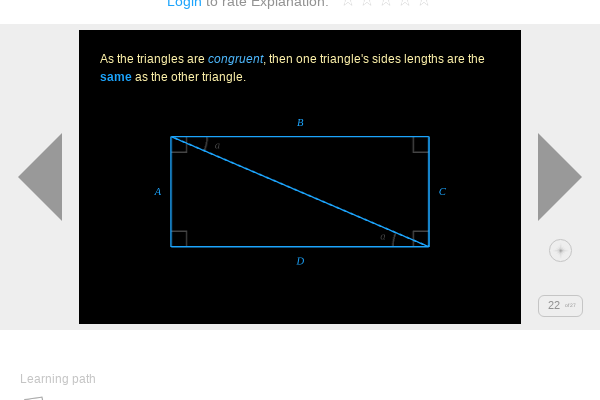 Login to rate Explanation:
As the triangles are congruent, then one triangle's sides lengths are the
same as the other triangle.
B
a
A
C
a
D
22 of 27
Learning path